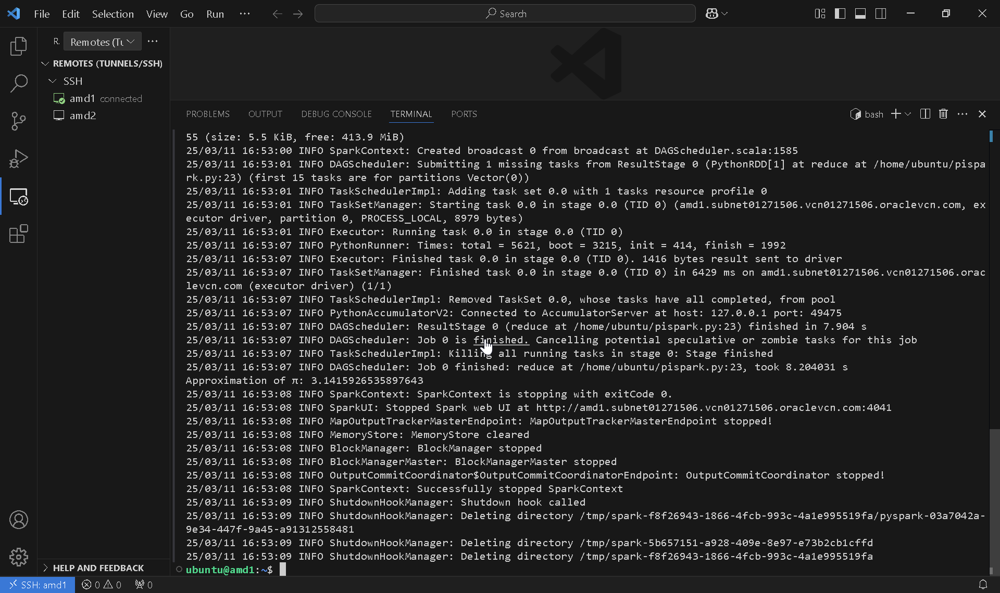 File Edit Selection View Go Run ...
Search
R. Remotes (Tu
REMOTES (TUNNELS/SSH)
SSH
amd1 connected
amd2
PROBLEMS OUTPUT DEBUG CONSOLE TERMINAL PORTS
bash
55 (size: 5.5 KiB, free: 413.9 MiB)
25/03/11 16:53:00 INFO SparkContext: Created broadcast 0 from broadcast at DAGScheduler.scala:1585
25/03/11 16:53:01 INFO DAGScheduler: Submitting 1 missing tasks from ResultStage 0 (PythonRDD[1] at reduce at /home/ubuntu/pispa
rk.py:23) (first 15 tasks are for partitions Vector(0))
25/03/11 16:53:01 INFO TaskSchedulerImpl: Adding task set 0.0 with 1 tasks resource profile 0
25/03/11 16:53:01 INFO TaskSetManager: Starting task 0.0 in stage 0.0 (TID 0) (amd1.subnet01271506.vcn01271506.oraclevcn.com, ex
ecutor driver, partition 0, PROCESS_LOCAL, 8979 bytes)
25/03/11 16:53:01 INFO Executor: Running task 0.0 in stage 0.0 (TID 0)
25/03/11 16:53:07 INFO PythonRunner: Times: total = 5621, boot = 3215, init = 414, finish = 1992
25/03/11 16:53:07 INFO Executor: Finished task 0.0 in stage 0.0 (TID 0). 1416 bytes result sent to driver
25/03/11 16:53:07 INFO TaskSetManager: Finished task 0.0 in stage 0.0 (TID 0) in 6429 ms on amd1.subnet01271506.vcn01271506.orac
levcn.com (executor driver) (1/1)
25/03/11 16:53:07 INFO TaskSchedulerImpl: Removed TaskSet 0.0, whose tasks have all completed, from pool
25/03/11 16:53:07 INFO PythonAccumulatorV2: Connected to AccumulatorServer at host: 127.0.0.1 port: 49475
25/03/11 16:53:07 INFO DAGScheduler: ResultStage 0 (reduce at /home/ubuntu/pispark.py:23) finished in 7.904 s
25/03/11 16:53:07 INFO DAGScheduler: Job 0 is finished. Cancelling potential speculative or zombie tasks for this job
25/03/11 16:53:07 INFO TaskSchedulerImpl: Killing all running tasks in stage 0: Stage finished
25/03/11 16:53:07 INFO DAGScheduler: Job 0 finished: reduce at /home/ubuntu/pispark.py:23, took 8.204031 s
Approximation of π: 3.1415926535897643
25/03/11 16:53:08 INFO SparkContext: SparkContext is stopping with exitCode 0.
25/03/11 16:53:08 INFO SparkUI: Stopped Spark web UI at http://amd1.subnet01271506.vcn01271506.oraclevcn.com:4041
25/03/11 16:53:08 INFO MapOutputTrackerMasterEndpoint: MapOutputTrackerMasterEndpoint stopped!
25/03/11 16:53:08 INFO MemoryStore: MemoryStore cleared
25/03/11 16:53:08 INFO BlockManager: BlockManager stopped
25/03/11 16:53:08 INFO BlockManagerMaster: BlockManagerMaster stopped
25/03/11 16:53:08 INFO OutputCommitCoordinator$OutputCommitCoordinatorEndpoint: OutputCommitCoordinator stopped!
25/03/11 16:53:08 INFO SparkContext: Successfully stopped SparkContext
25/03/11 16:53:09 INFO ShutdownHookManager: Shutdown hook called
25/03/11 16:53:09 INFO ShutdownHookManager: Deleting directory /tmp/spark-f8f26943-1866-4fcb-993c-4a1e995519fa/pyspark-03a7042a-
9e34-447f-9a45-a91312558481
25/03/11 16:53:09 INFO ShutdownHookManager: Deleting directory /tmp/spark-5b657151-a928-409e-8e97-e73b2cb1cffd
25/03/11 16:53:09 INFO ShutdownHookManager: Deleting directory /tmp/spark-f8f26943-1866-4fcb-993c-4a1e995519fa
ubuntu@amd1:~$
HELP AND FEEDBACK
SSH: amd1 0 0 0